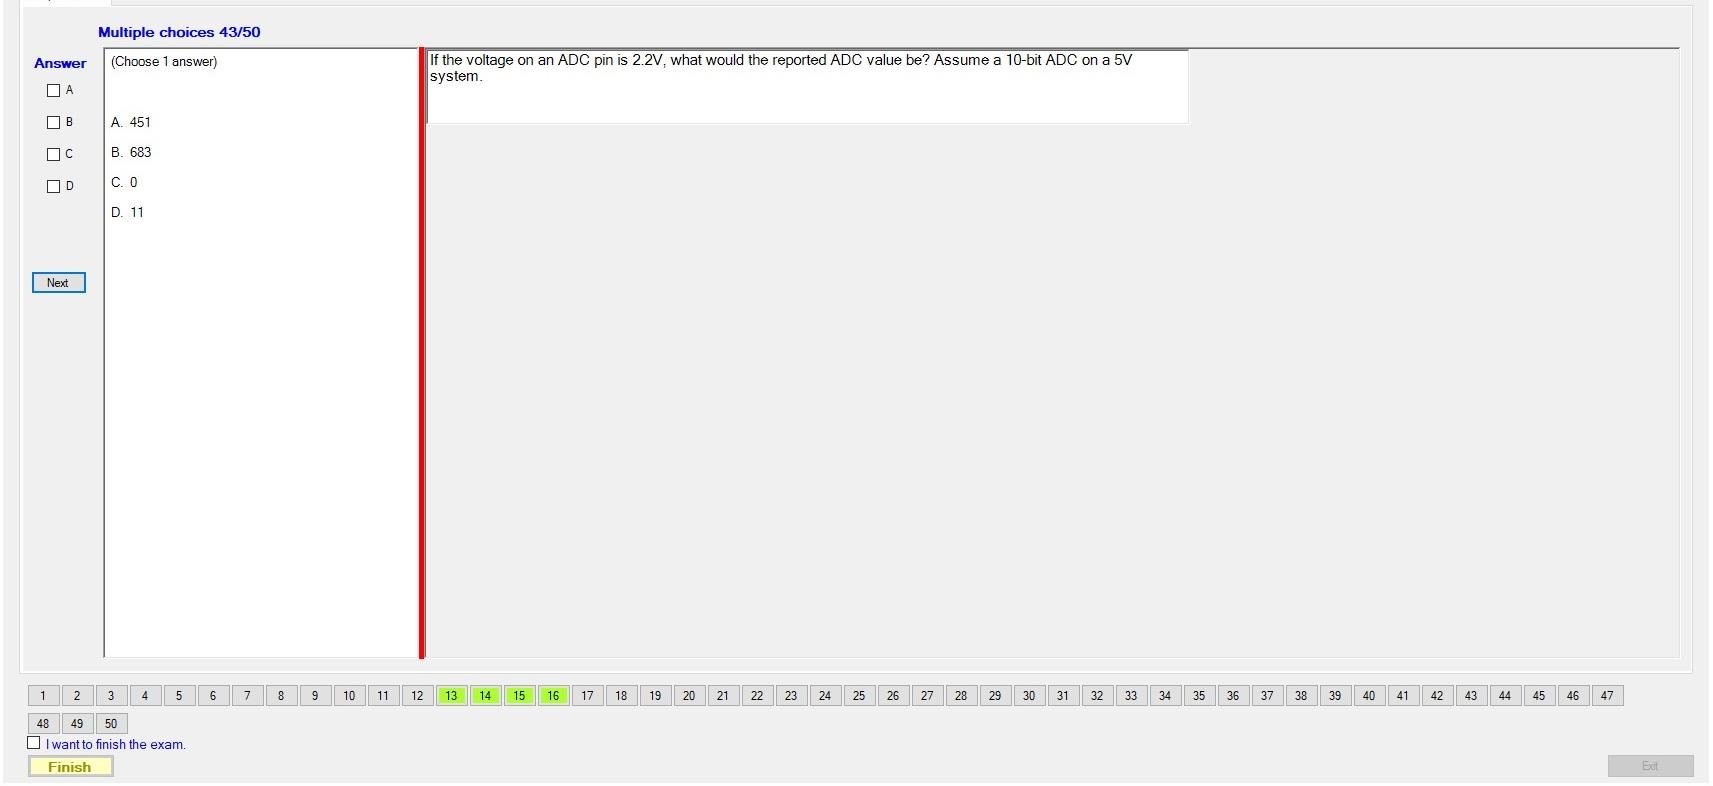 Multiple choices 43/50
Answer
(Choose 1 answer)
If the voltage on an ADC pin is 2.2V, what would the reported ADC value be? Assume a 10-bit ADC on a 5V
system.
A
B
C
D
A. 451
B. 683
C. 0
D. 11
Next
1 2 3 4 5 6 7 8 9 10 11 12 13 14 15 16 17 18 19 20 21 22 23 24 25 26 27 28 29 30 31 32 33 34 35 36 37 38 39 40 41 42 43 44 45 46 47
48 49 50
I want to finish the exam.
Finish
Exit